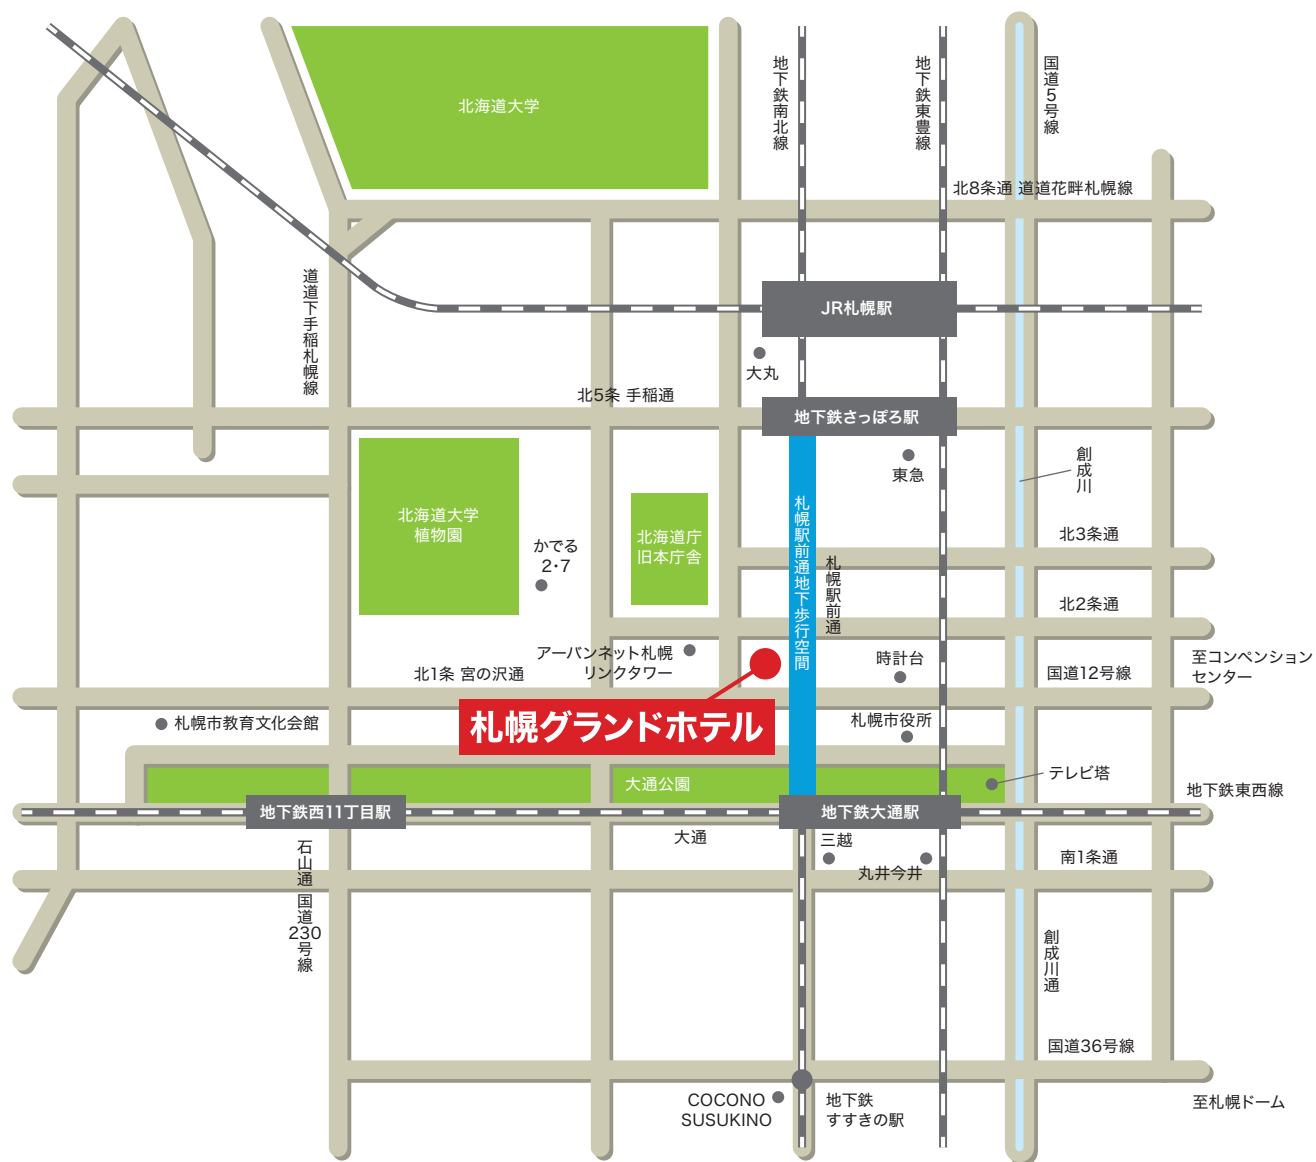 北海道大学
地下鉄南北線
地下鉄東豊線
国道5号線
北8条通 道道花畔札幌線
道道下手稲札幌線
JR札幌駅
大丸
北5条 手稲通
地下鉄さっぽろ駅
東急
創成川
北海道大学
植物園
かでる
2・7
北海道庁
旧本庁舎
札幌駅前通地下歩行空間
札幌駅前通
北3条通
北2条通
アーバンネット札幌
リンクタワー
時計台
北1条 宮の沢通
国道12号線
至コンペンション
センター
札幌グランドホテル
札幌市教育文化会館
札幌市役所
大通公園
テレビ塔
地下鉄東西線
地下鉄西11丁目駅
地下鉄大通駅
大通
三越
丸井今井
南1条通
石山通
国道
230
号線
創成川通
国道36号線
COCONO
SUSUKINO
地下鉄
すすきの駅
至札幌ドーム